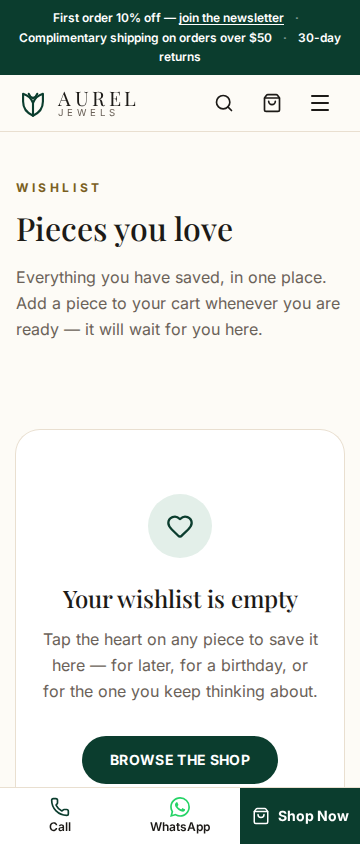 First order 10% off — join the newsletter ·
Complimentary shipping on orders over $50 · 30-day
returns
AUREL
JEWELS
WISHLIST
Pieces you love
Everything you have saved, in one place.
Add a piece to your cart whenever you are
ready — it will wait for you here.
Your wishlist is empty
Tap the heart on any piece to save it
here — for later, for a birthday, or
for the one you keep thinking about.
BROWSE THE SHOP
Call
WhatsApp
Shop Now